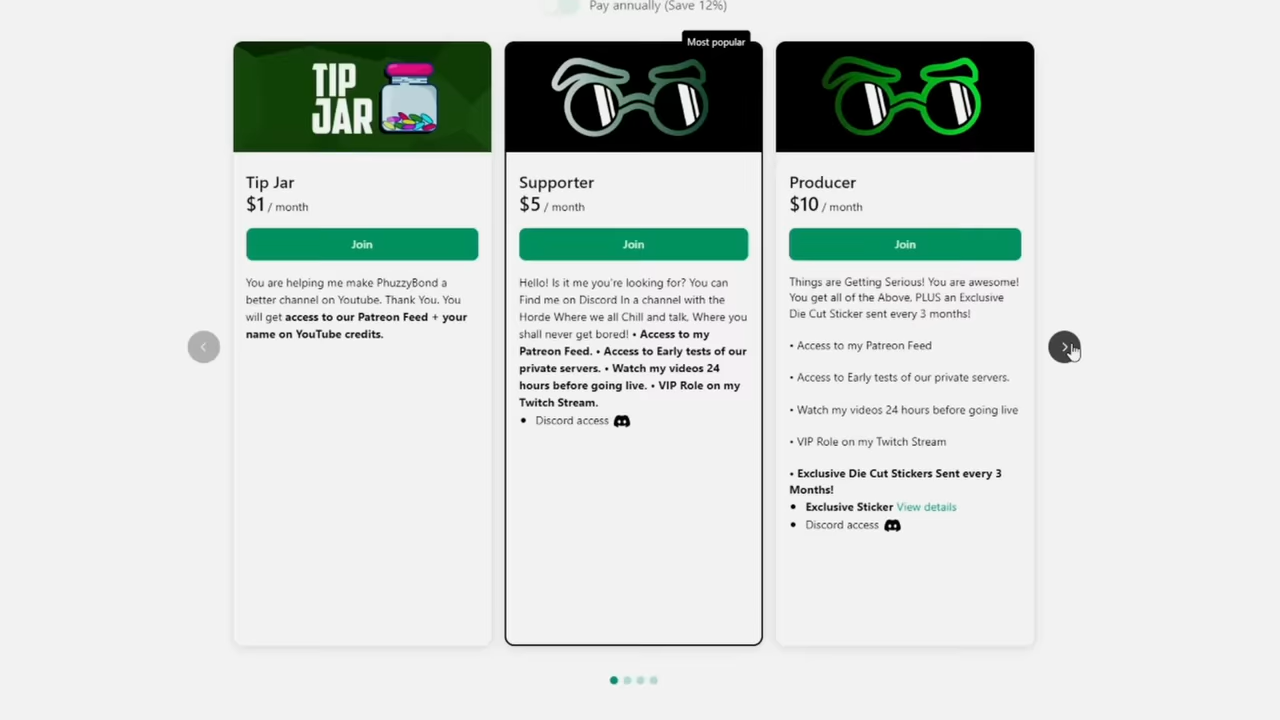 Pay annually (Save 12%)
Most popular
TIP
JAR
Tip Jar
$1 / month
Join
You are helping me make PhuzzyBond a
better channel on Youtube. Thank You. You
will get access to our Patreon Feed + your
name on YouTube credits.
Supporter
$5 / month
Join
Hello! Is it me you're looking for? You can
Find me on Discord In a channel with the
Horde Where we all Chill and talk. Where you
shall never get bored! • Access to my
Patreon Feed. • Access to Early tests of our
private servers. • Watch my videos 24
hours before going live. • VIP Role on my
Twitch Stream.
• Discord access
Producer
$10 / month
Join
Things are Getting Serious! You are awesome!
You get all of the Above, PLUS an Exclusive
Die Cut Sticker sent every 3 months!
• Access to my Patreon Feed
• Access to Early tests of our private servers.
• Watch my videos 24 hours before going live
• VIP Role on my Twitch Stream
• Exclusive Die Cut Stickers Sent every 3
Months!
• Exclusive Sticker View details
• Discord access